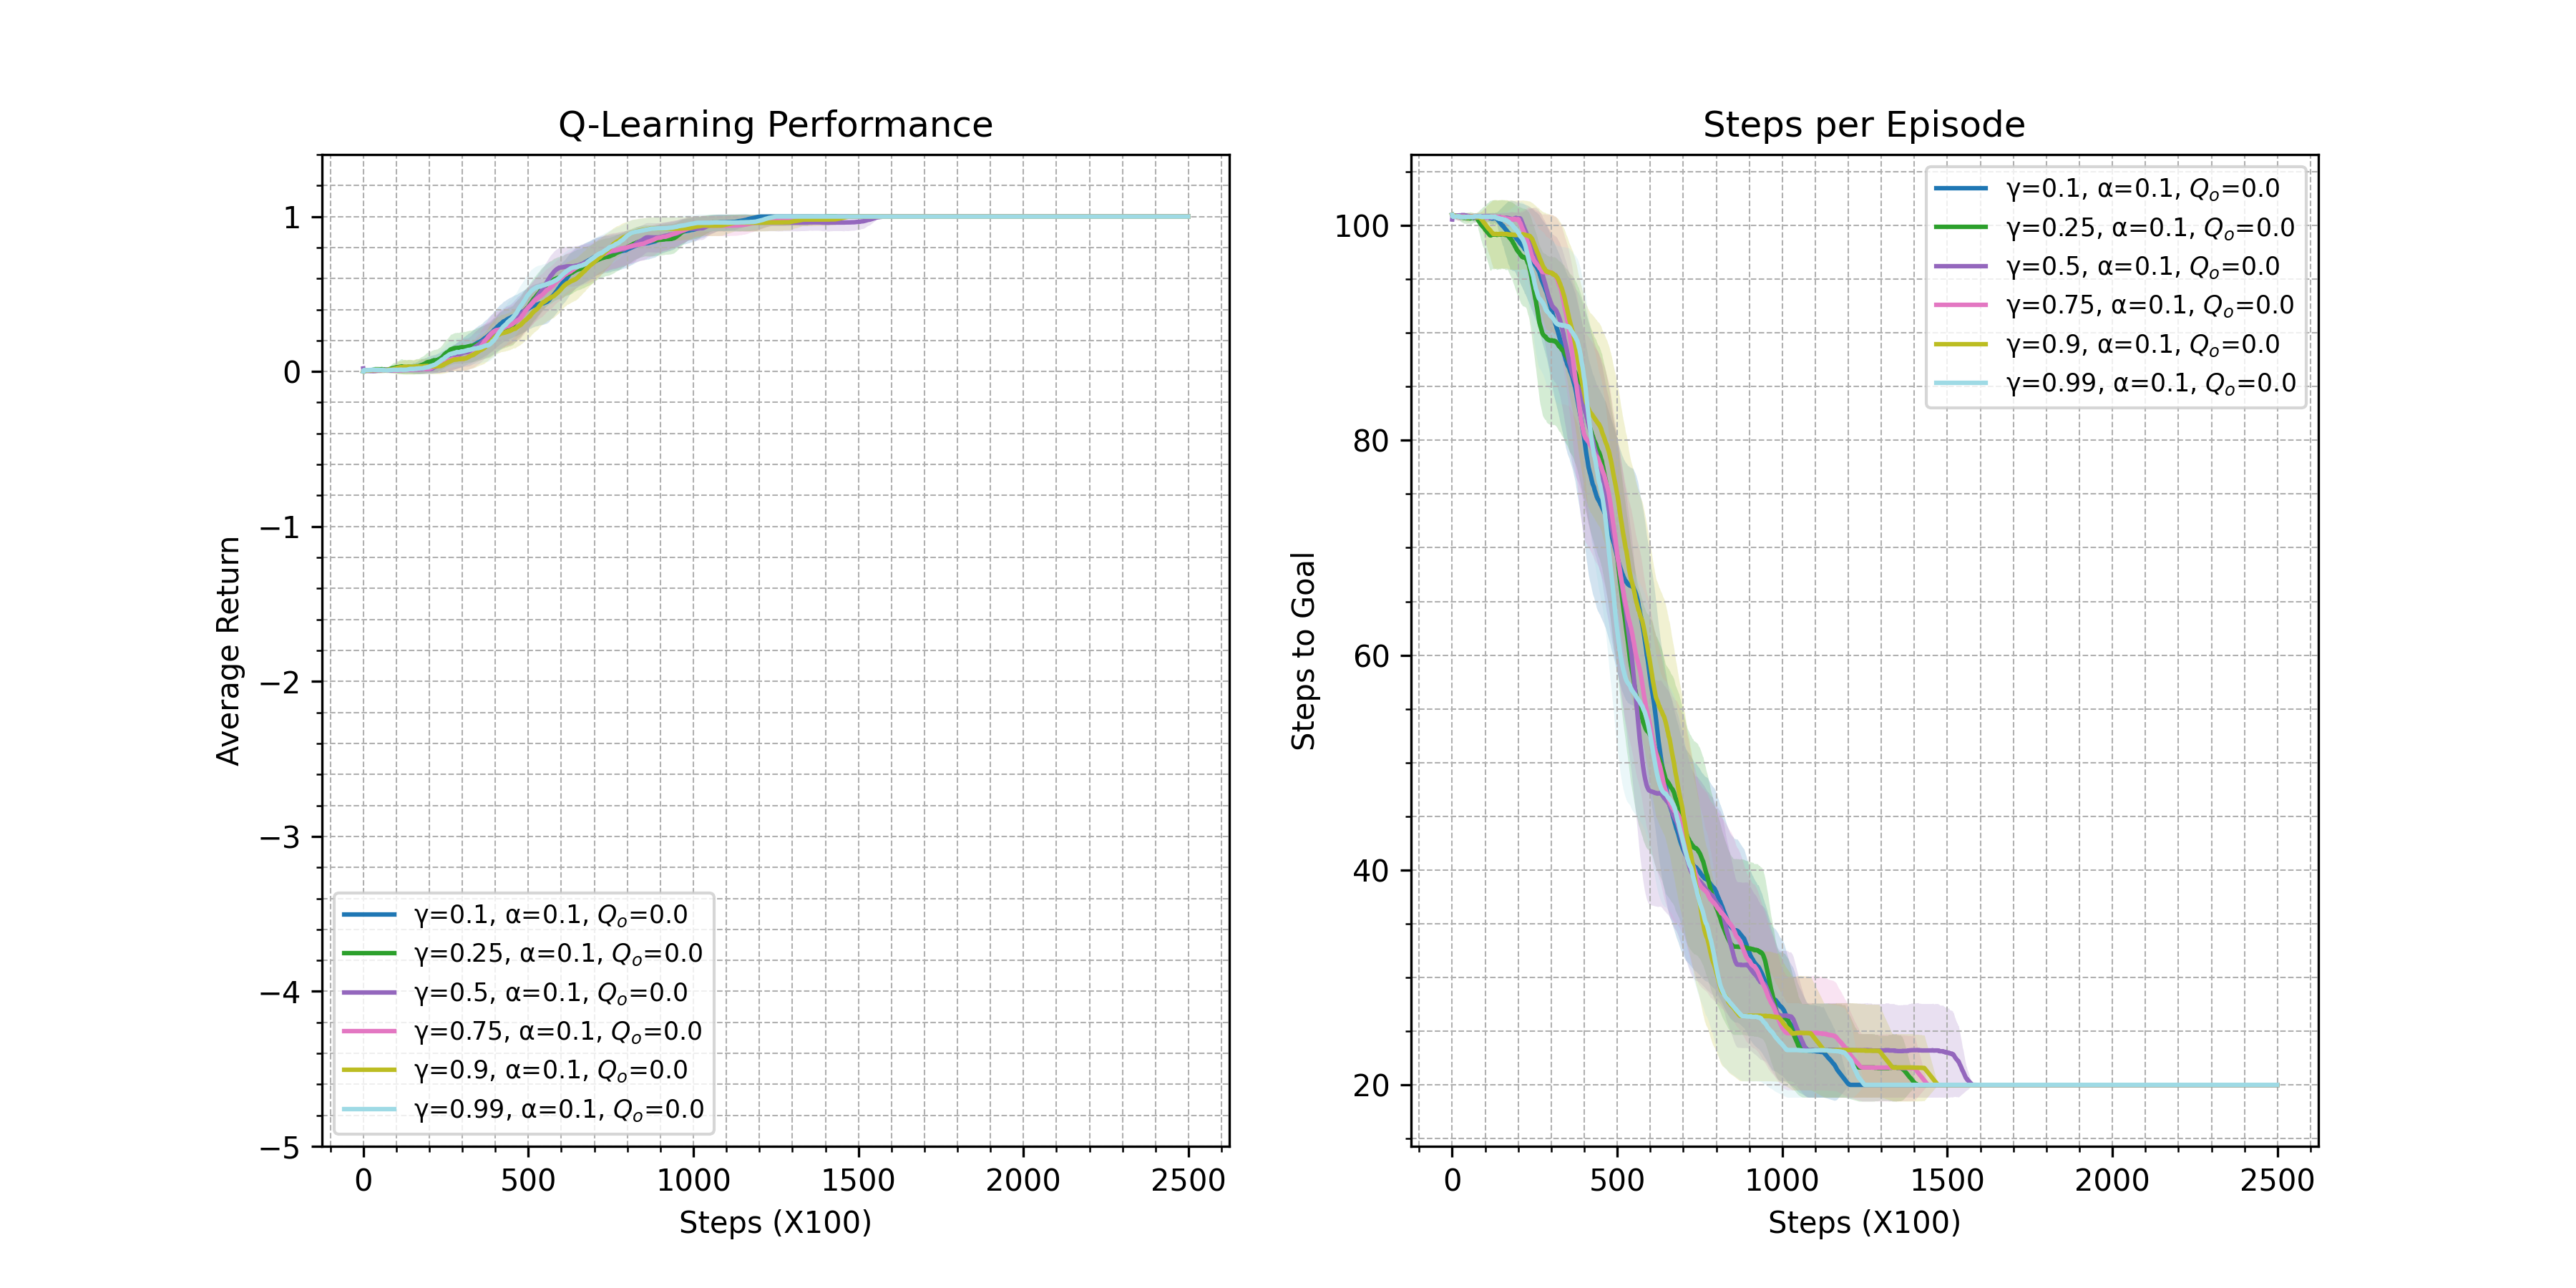 Q-Learning Performance
1
0
−1
−2
−3
−4
−5
Average Return
γ=0.1, α=0.1, Qₒ=0.0
γ=0.25, α=0.1, Qₒ=0.0
γ=0.5, α=0.1, Qₒ=0.0
γ=0.75, α=0.1, Qₒ=0.0
γ=0.9, α=0.1, Qₒ=0.0
γ=0.99, α=0.1, Qₒ=0.0
0 500 1000 1500 2000 2500
Steps (X100)
Steps per Episode
100
80
60
40
20
Steps to Goal
γ=0.1, α=0.1, Qₒ=0.0
γ=0.25, α=0.1, Qₒ=0.0
γ=0.5, α=0.1, Qₒ=0.0
γ=0.75, α=0.1, Qₒ=0.0
γ=0.9, α=0.1, Qₒ=0.0
γ=0.99, α=0.1, Qₒ=0.0
0 500 1000 1500 2000 2500
Steps (X100)